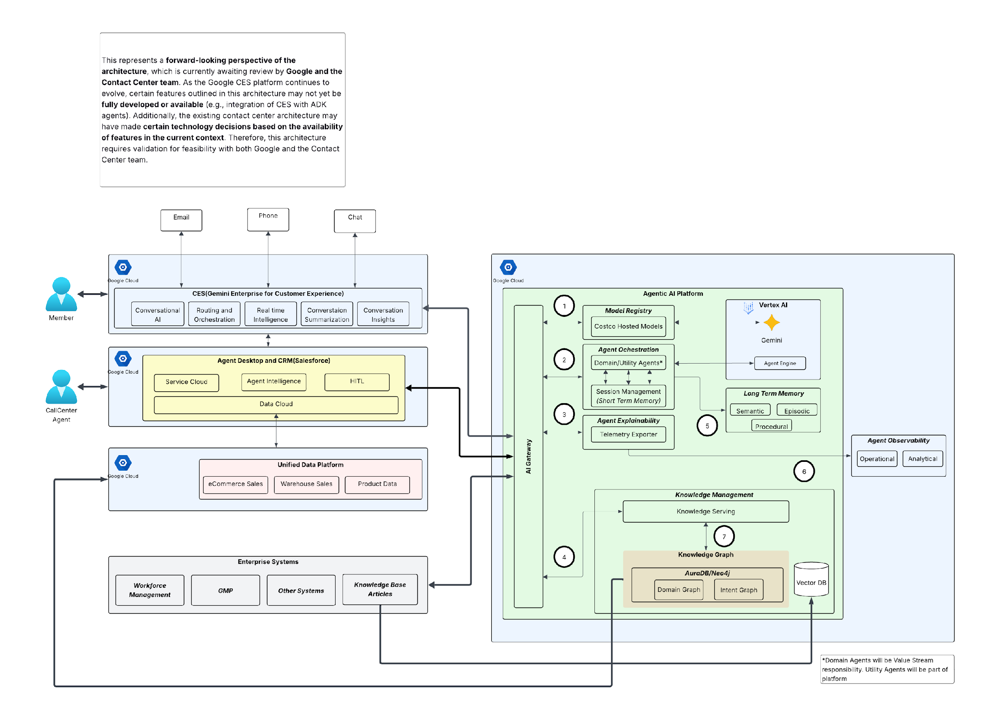 This represents a forward-looking perspective of the
architecture, which is currently awaiting review by Google and the
Contact Center team. As the Google CES platform continues to
evolve, certain features outlined in this architecture may not yet be
fully developed or available (e.g., integration of CES with ADK
agents). Additionally, the existing contact center architecture may
have made certain technology decisions based on the availability
of features in the current context. Therefore, this architecture
requires validation for feasibility with both Google and the Contact
Center team.
Email
Phone
Chat
Google Cloud
CES(Gemini Enterprise for Customer Experience)
Conversational
AI
Routing and
Orchestration
Real time
Intelligence
Converstaion
Summarization
Conversation
Insights
Member
Google Cloud
Agent Desktop and CRM(Salesforce)
Service Cloud
Agent Intelligence
HITL
Data Cloud
CallCenter
Agent
Google Cloud
Unified Data Platform
eCommerce Sales
Warehouse Sales
Product Data
Enterprise Systems
Workforce
Management
GMP
Other Systems
Knowledge Base
Articles
Google Cloud
Agentic AI Platform
AI Gateway
1
Model Registry
Costco Hosted Models
Vertex AI
Gemini
Agent Engine
2
Agent Ochestration
Domain/Utility Agents*
Session Management
(Short Term Memory)
Long Term Memory
Semantic
Episodic
Procedural
3
Agent Explainability
Telemetry Exporter
5
Agent Observability
Operational
Analytical
6
Knowledge Management
Knowledge Serving
7
4
Knowledge Graph
AuraDB/Neo4j
Domain Graph
Intent Graph
Vector DB
*Domain Agents will be Value Stream
responsibility. Utility Agents will be part of
platform